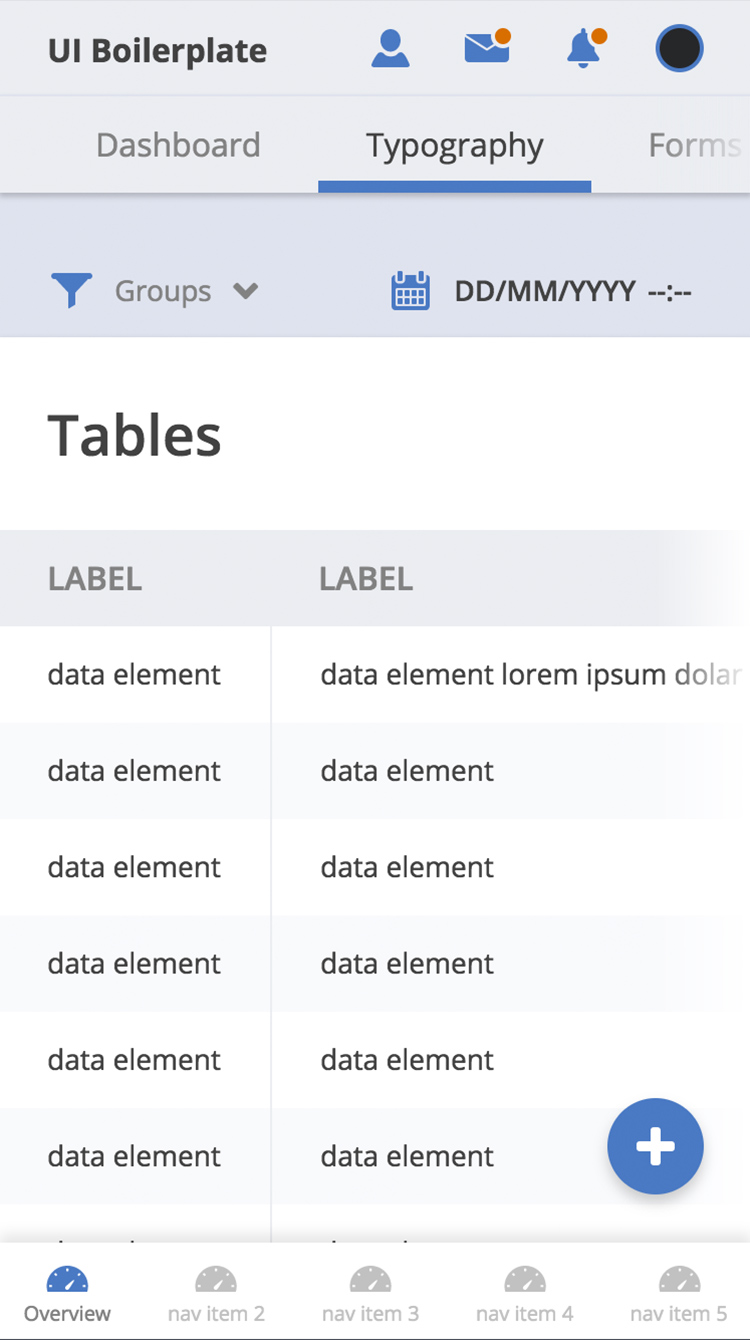 UI Boilerplate
Dashboard Typography Forms
Groups DD/MM/YYYY --:--
Tables
LABEL LABEL
data element data element lorem ipsum dolar
data element data element
data element data element
data element data element
data element data element
data element data element
Overview nav item 2 nav item 3 nav item 4 nav item 5